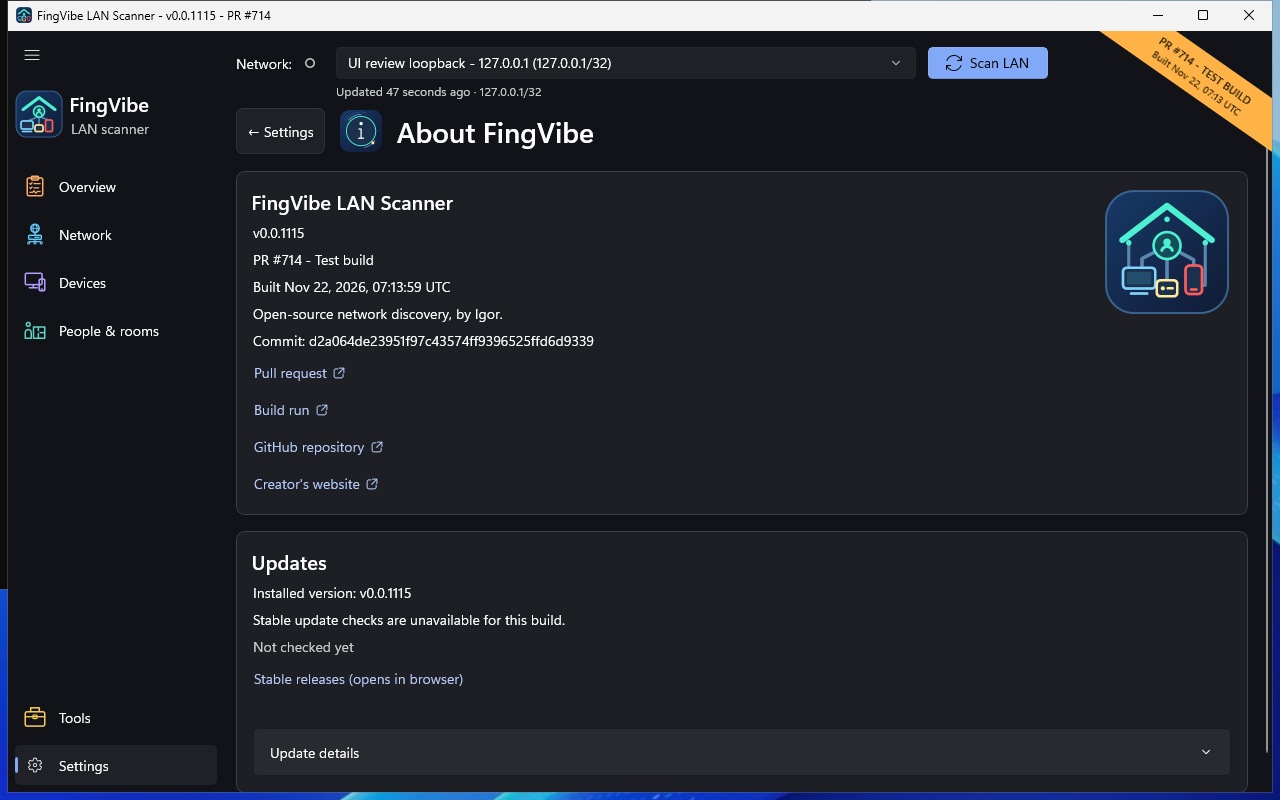 FingVibe LAN Scanner - v0.0.1115 - PR #714
PR #714 - TEST BUILD
Built Nov 22, 07:13 UTC
Network:
UI review loopback - 127.0.0.1 (127.0.0.1/32)
Scan LAN
Updated 47 seconds ago · 127.0.0.1/32
FingVibe
LAN scanner
Overview
Network
Devices
People & rooms
Tools
Settings
← Settings
About FingVibe
FingVibe LAN Scanner
v0.0.1115
PR #714 - Test build
Built Nov 22, 2026, 07:13:59 UTC
Open-source network discovery, by Igor.
Commit: d2a064de23951f97c43574ff9396525ffd6d9339
Pull request
Build run
GitHub repository
Creator's website
Updates
Installed version: v0.0.1115
Stable update checks are unavailable for this build.
Not checked yet
Stable releases (opens in browser)
Update details